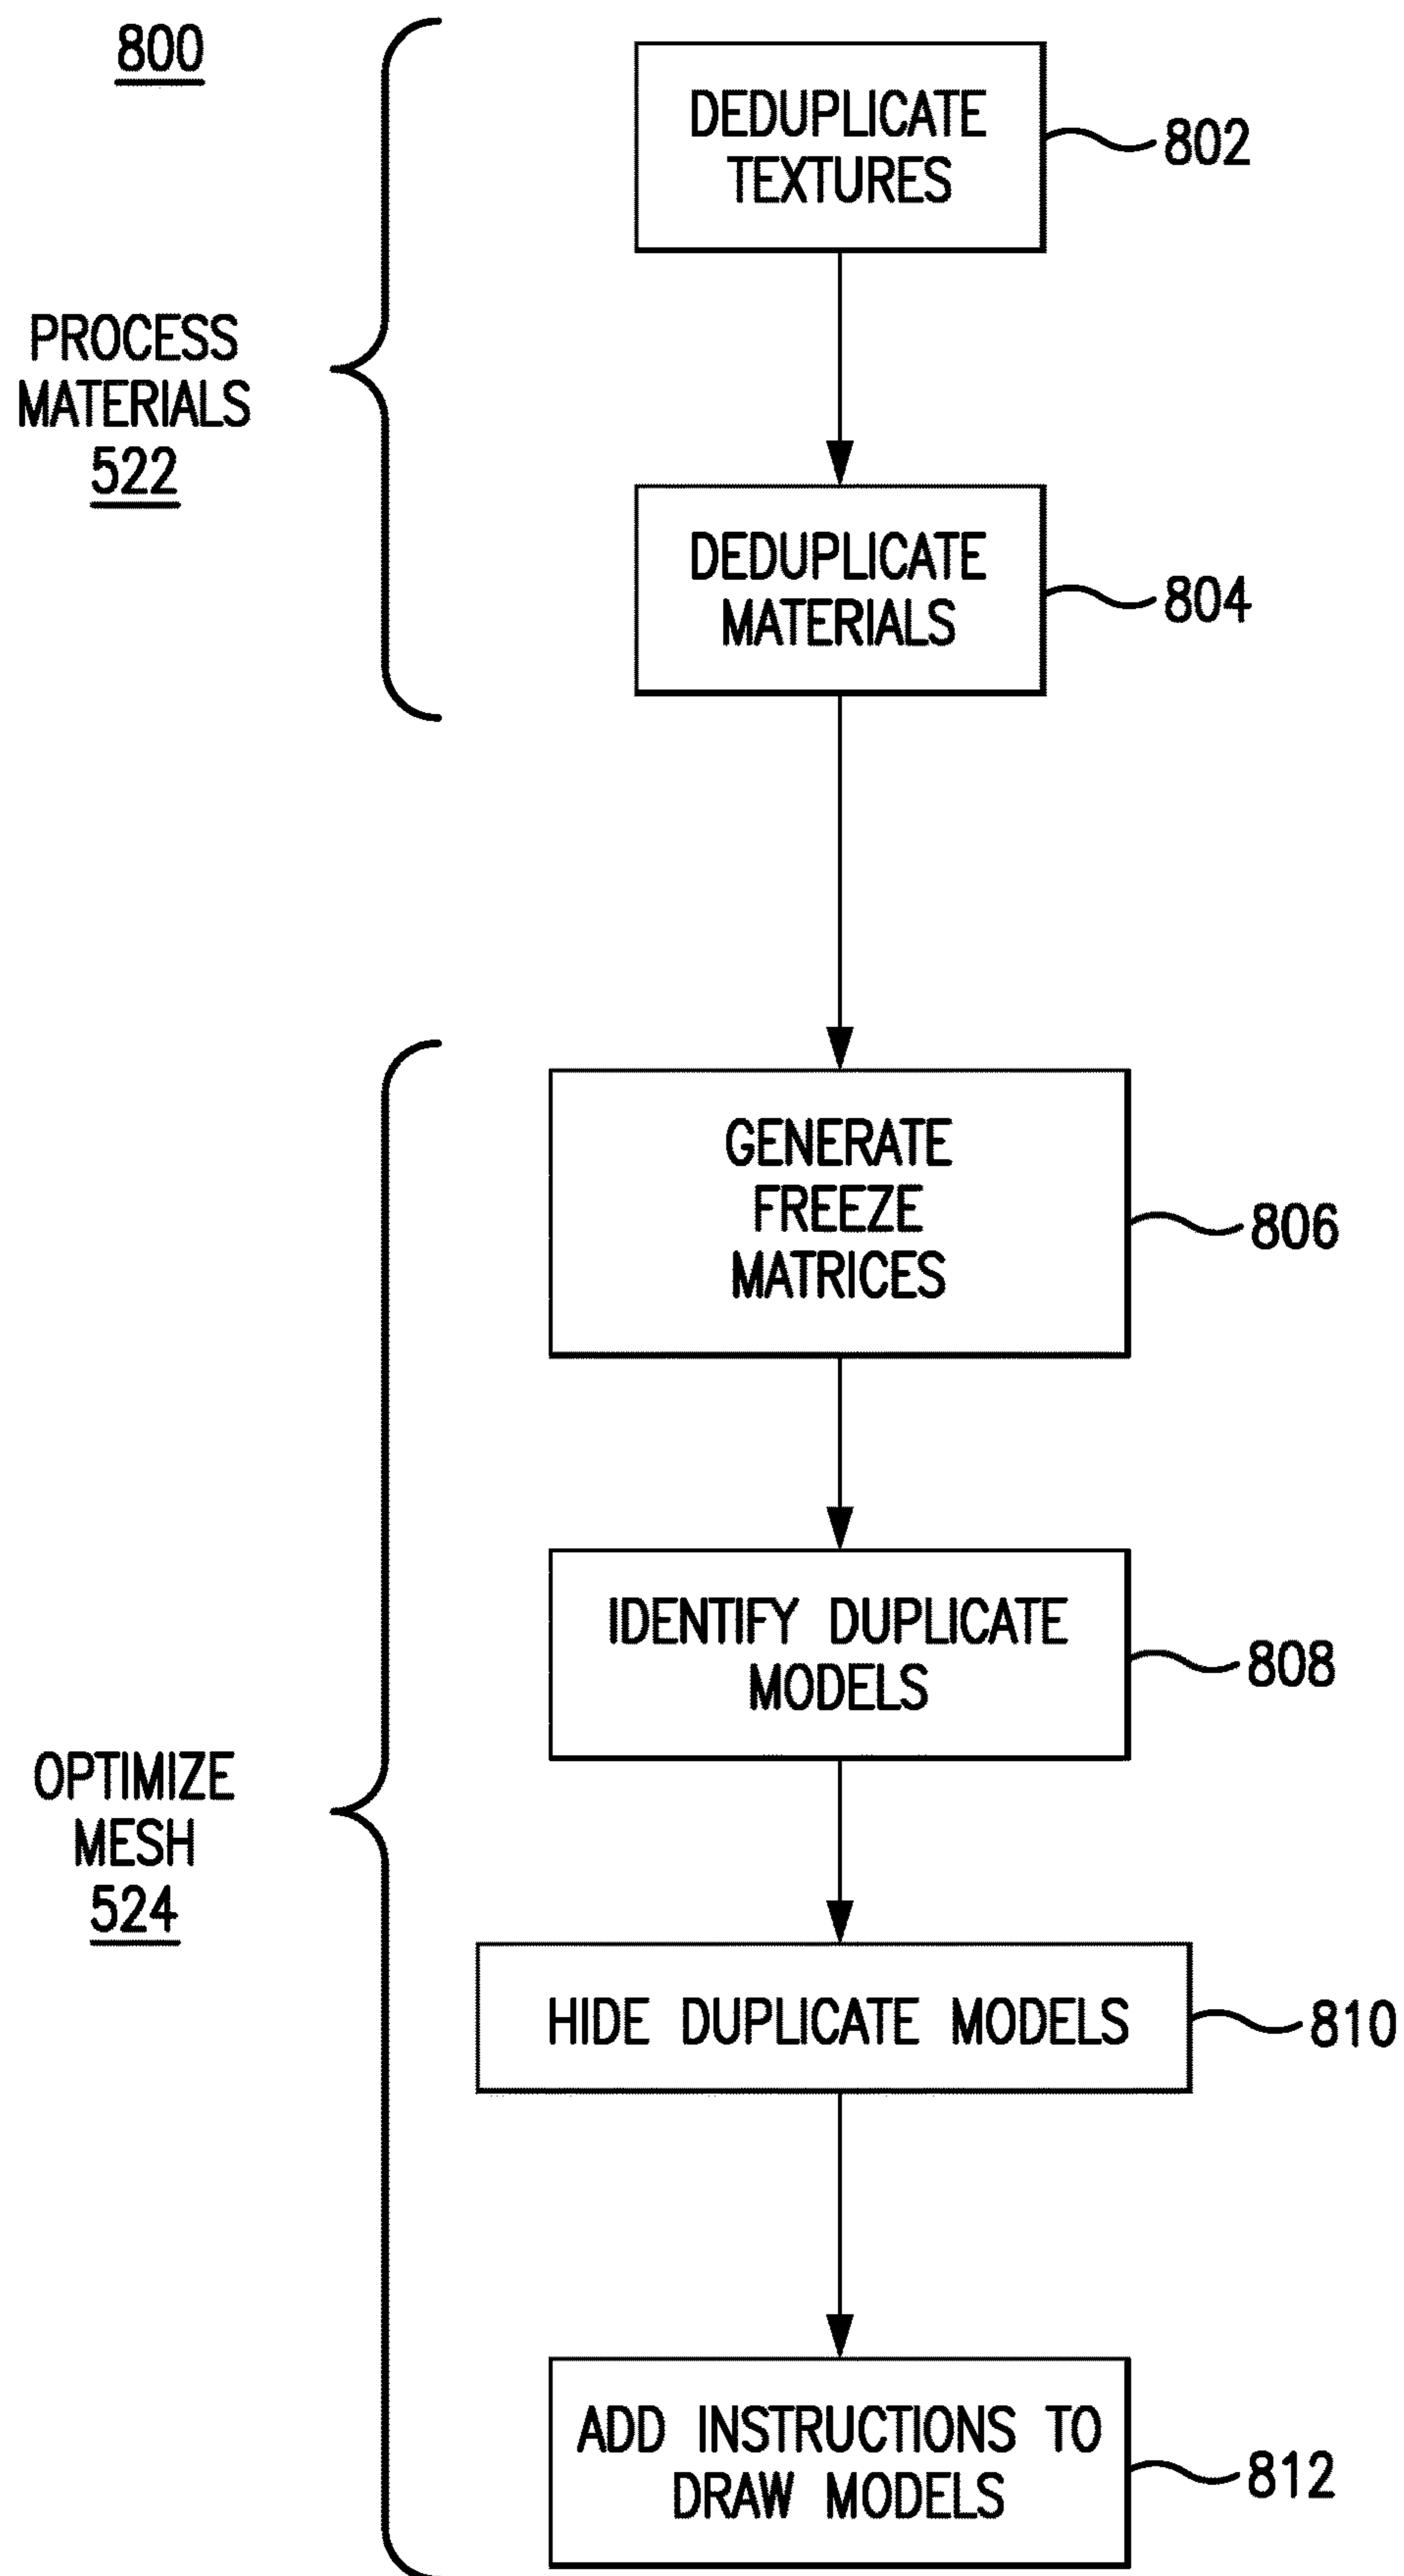 800
DEDUPLICATE
TEXTURES
802
PROCESS
MATERIALS
522
DEDUPLICATE
MATERIALS
804
GENERATE
FREEZE
MATRICES
806
IDENTIFY DUPLICATE
MODELS
808
OPTIMIZE
MESH
524
HIDE DUPLICATE MODELS
810
ADD INSTRUCTIONS TO
DRAW MODELS
812